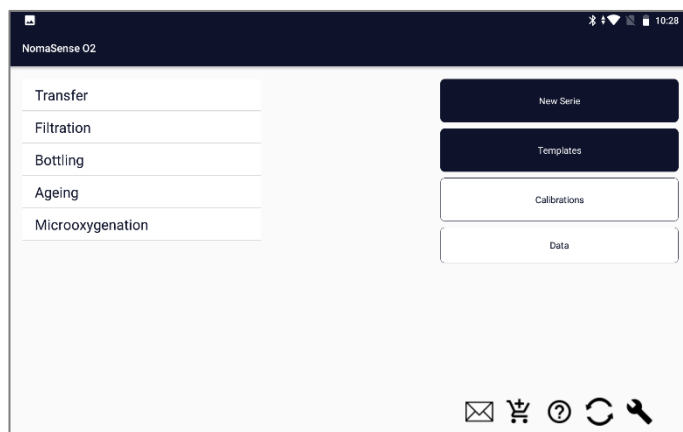 10:28
NomaSense O2
Transfer
Filtration
Bottling
Ageing
Microoxygenation
New Serie
Templates
Calibrations
Data